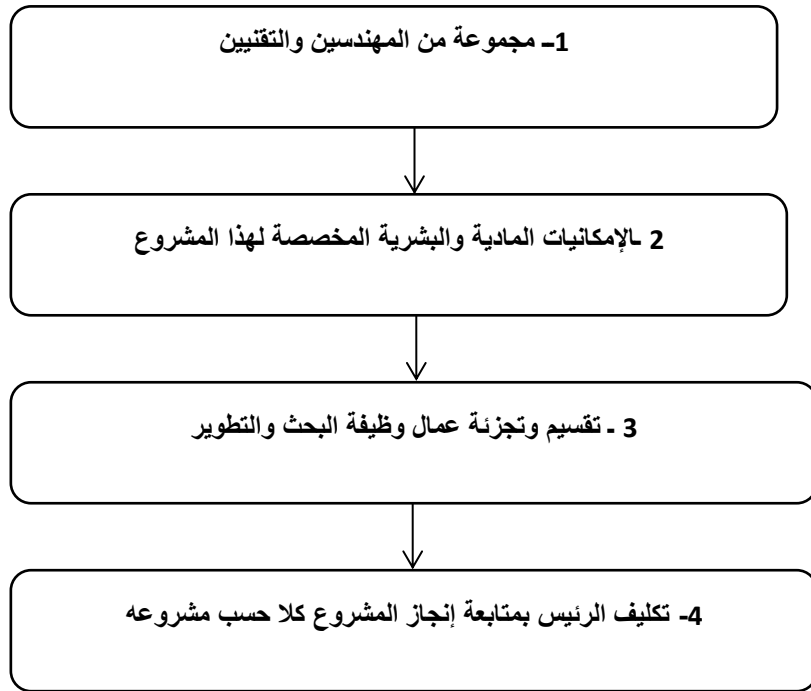 1- مجموعة من المهندسين والتقنيين
2 -الإمكانيات المادية والبشرية المخصصة لهذا المشروع
3 - تقسيم وتجزئة عمال وظيفة البحث والتطوير
4- تكليف الرئيس بمتابعة إنجاز المشروع كلا حسب مشروعه